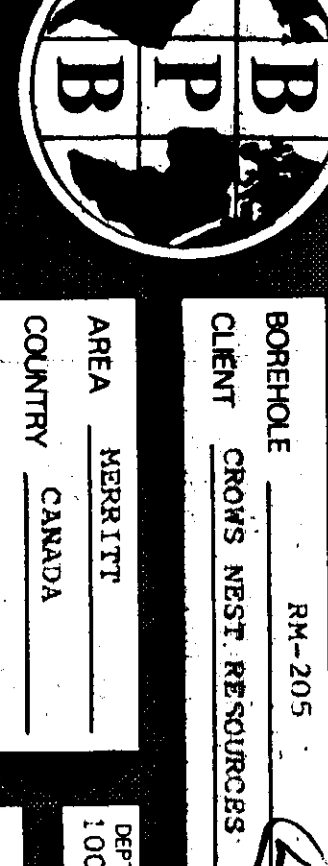 B P B
BOREHOLE RM-205
CLIENT CROWS NEST RESOURCES
AREA MERRITT
COUNTRY CANADA
DEPT
100